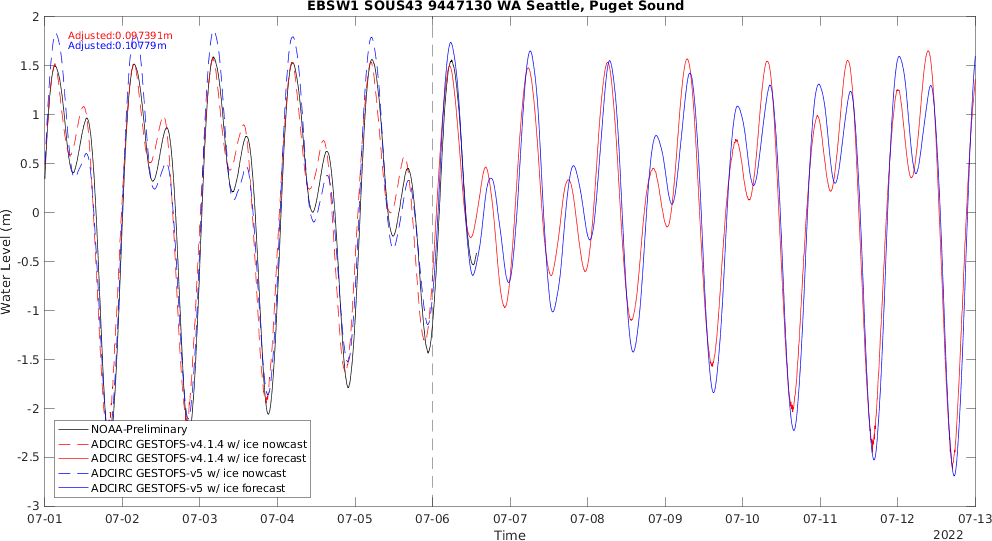 EBSW1 SOUS43 9447130 WA Seattle, Puget Sound
Adjusted:0.097391m
Adjusted:0.10779m
Water Level (m)
2
1.5
1
0.5
0
-0.5
-1
-1.5
-2
-2.5
-3
NOAA-Preliminary
ADCIRC GESTOFS-v4.1.4 w/ ice nowcast
ADCIRC GESTOFS-v4.1.4 w/ ice forecast
ADCIRC GESTOFS-v5 w/ ice nowcast
ADCIRC GESTOFS-v5 w/ ice forecast
07-01 07-02 07-03 07-04 07-05 07-06 07-07 07-08 07-09 07-10 07-11 07-12 07-13
Time
2022